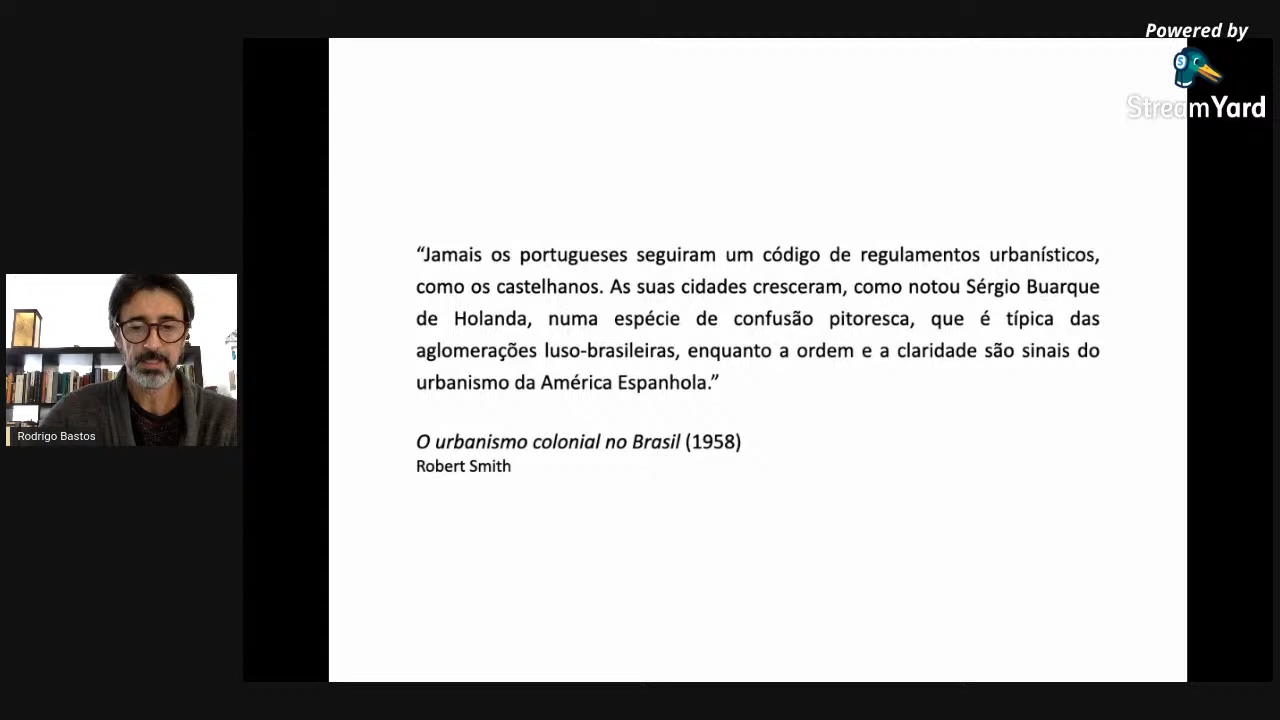 Powered by
StreamYard
“Jamais os portugueses seguiram um código de regulamentos urbanísticos,
como os castelhanos. As suas cidades cresceram, como notou Sérgio Buarque
de Holanda, numa espécie de confusão pitoresca, que é típica das
aglomerações luso-brasileiras, enquanto a ordem e a claridade são sinais do
urbanismo da América Espanhola.”
O urbanismo colonial no Brasil (1958)
Robert Smith
Rodrigo Bastos